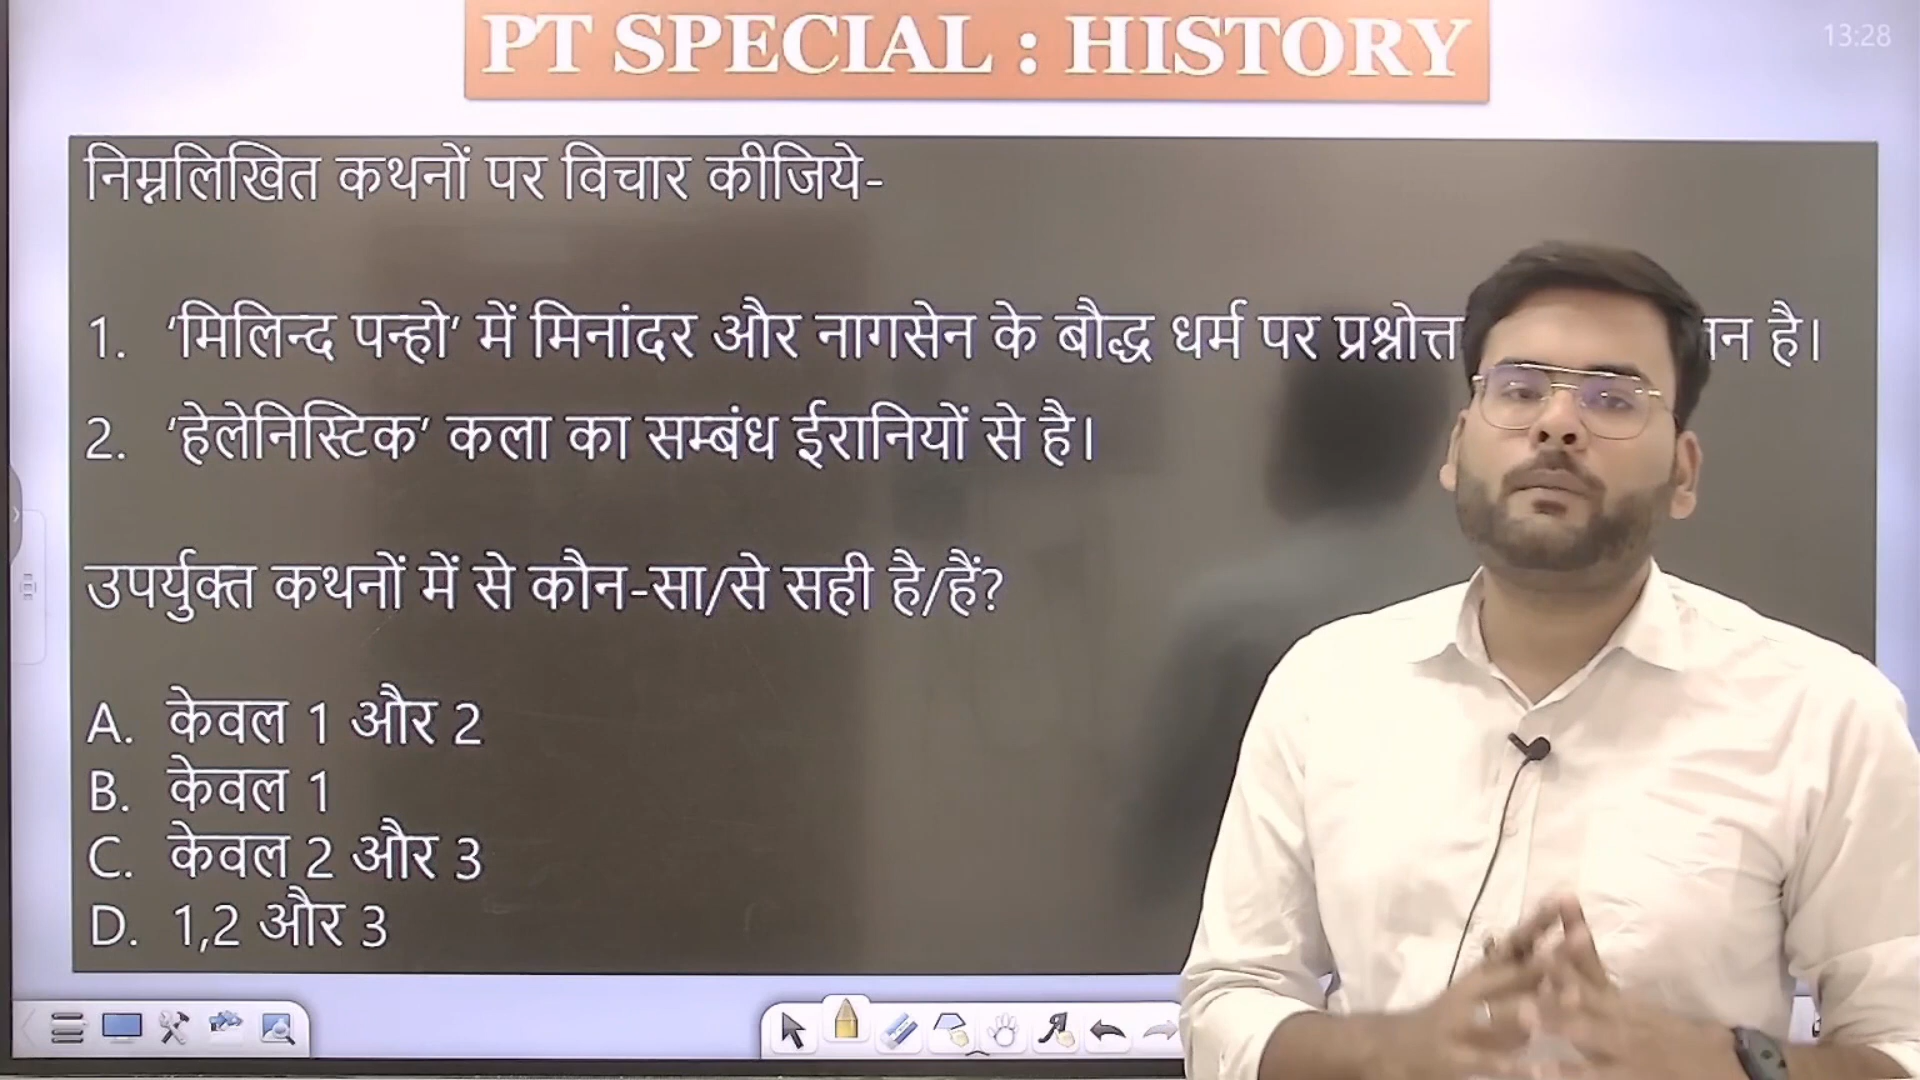 PT SPECIAL : HISTORY
13:28
निम्नलिखित कथनों पर विचार कीजिये-
1. ‘मिलिन्द पन्हो’ में मिनांदर और नागसेन के बौद्ध धर्म पर है।
2. ‘हेलेनिस्टिक’ कला का सम्बंध ईरानियों से है।
उपर्युक्त कथनों में से कौन-सा/से सही है/हैं?
A. केवल 1 और 2
B. केवल 1
C. केवल 2 और 3
D. 1,2 और 3